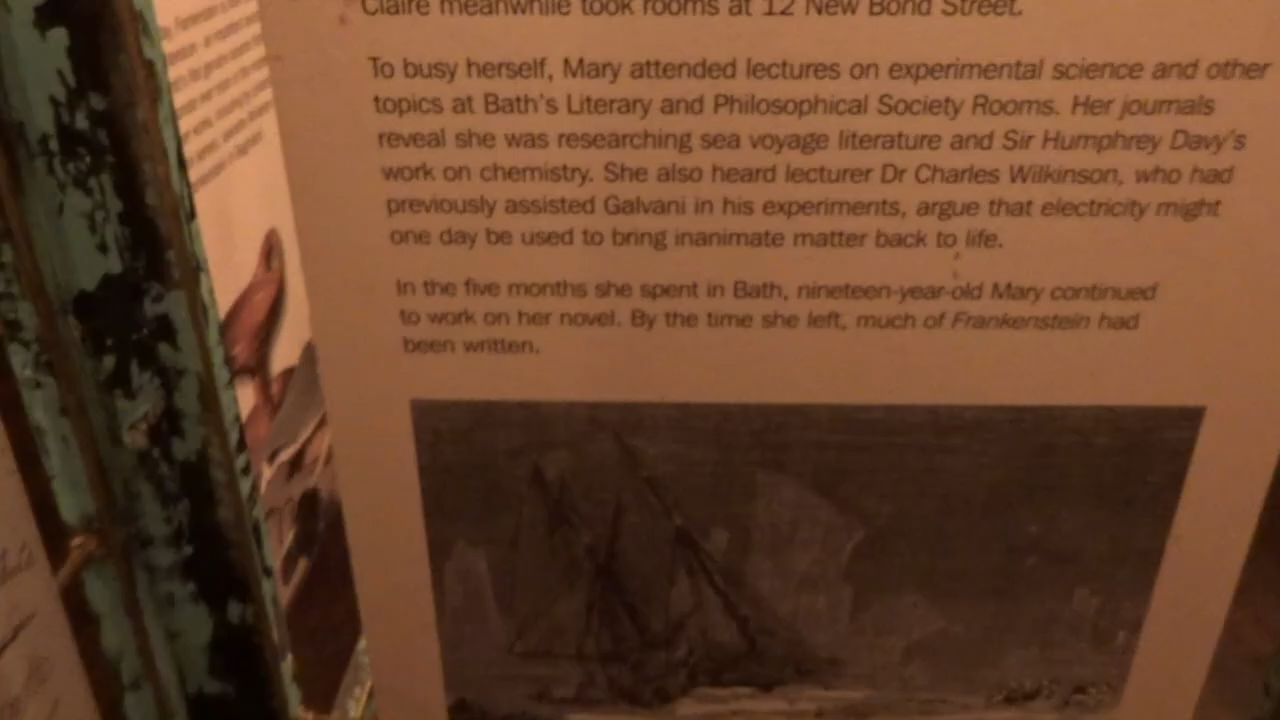 Claire meanwhile took rooms at 12 New Bond Street.
To busy herself, Mary attended lectures on experimental science and other
topics at Bath's Literary and Philosophical Society Rooms. Her journals
reveal she was researching sea voyage literature and Sir Humphrey Davy's
work on chemistry. She also heard lecturer Dr Charles Wilkinson, who had
previously assisted Galvani in his experiments, argue that electricity might
one day be used to bring inanimate matter back to life.
In the five months she spent in Bath, nineteen-year-old Mary continued
to work on her novel. By the time she left, much of Frankenstein had
been written.